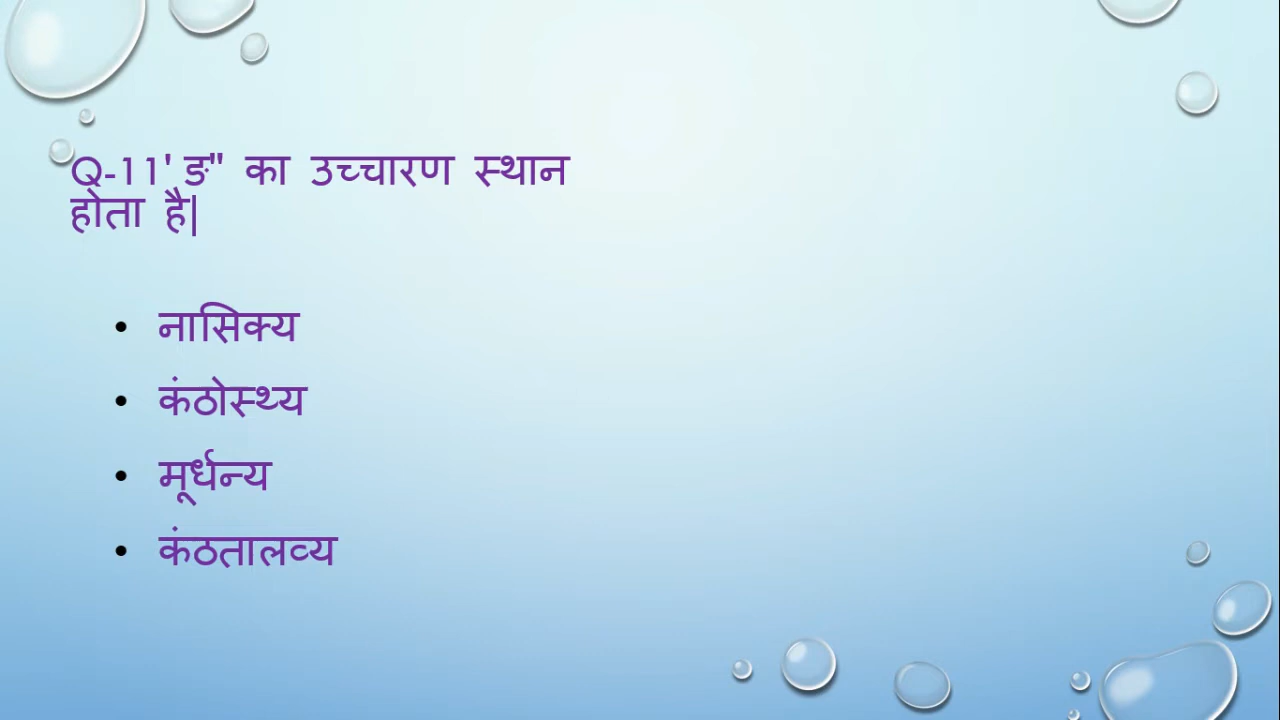 Q-11' ङ" का उच्चारण स्थान
होता है|
• नासिक्य
• कंठोस्थ्य
• मूर्धन्य
• कंठतालव्य